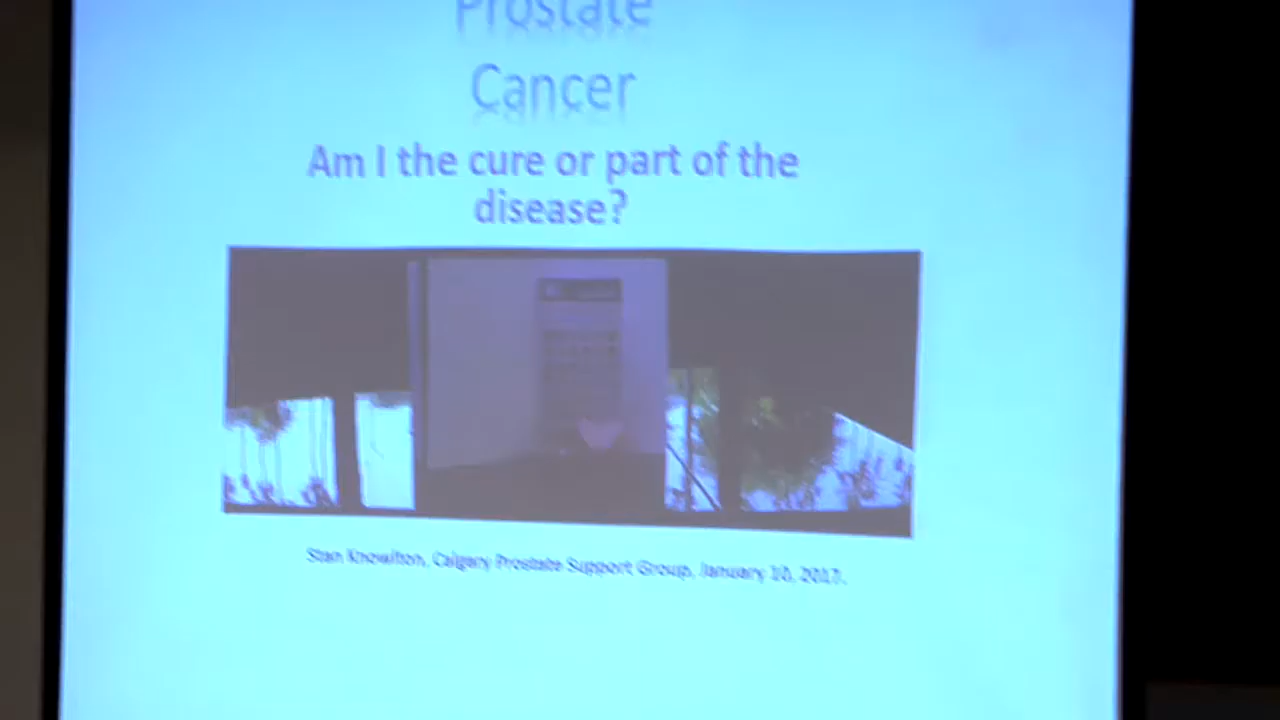 Prostate
Cancer
Am I the cure or part of the
disease?
Stan Knowlton, Calgary Prostate Support Group, January 10, 2017.